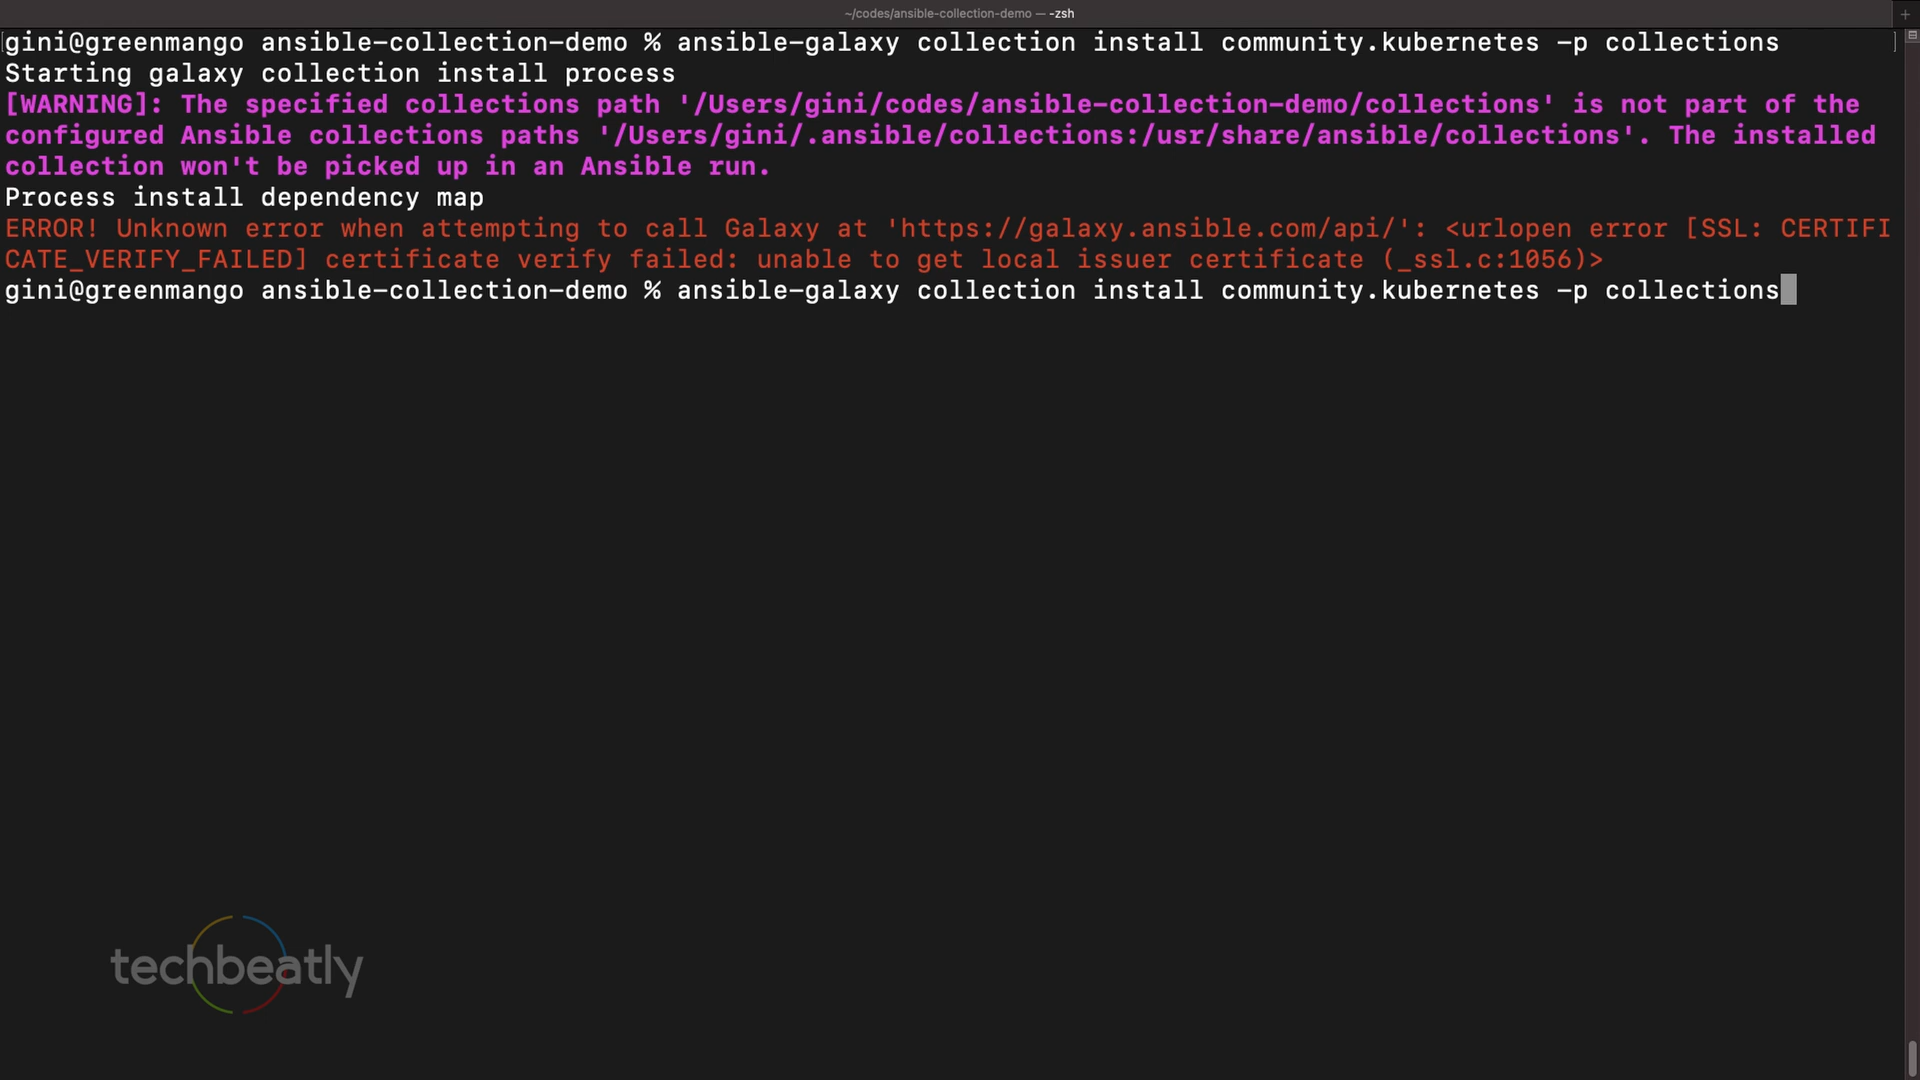 ~/codes/ansible-collection-demo — -zsh
gini@greenmango ansible-collection-demo % ansible-galaxy collection install community.kubernetes -p collections
Starting galaxy collection install process
[WARNING]: The specified collections path '/Users/gini/codes/ansible-collection-demo/collections' is not part of the
configured Ansible collections paths '/Users/gini/.ansible/collections:/usr/share/ansible/collections'. The installed
collection won't be picked up in an Ansible run.
Process install dependency map
ERROR! Unknown error when attempting to call Galaxy at 'https://galaxy.ansible.com/api/': <urlopen error [SSL: CERTIFI
CATE_VERIFY_FAILED] certificate verify failed: unable to get local issuer certificate (_ssl.c:1056)>
gini@greenmango ansible-collection-demo % ansible-galaxy collection install community.kubernetes -p collections
techbeatly